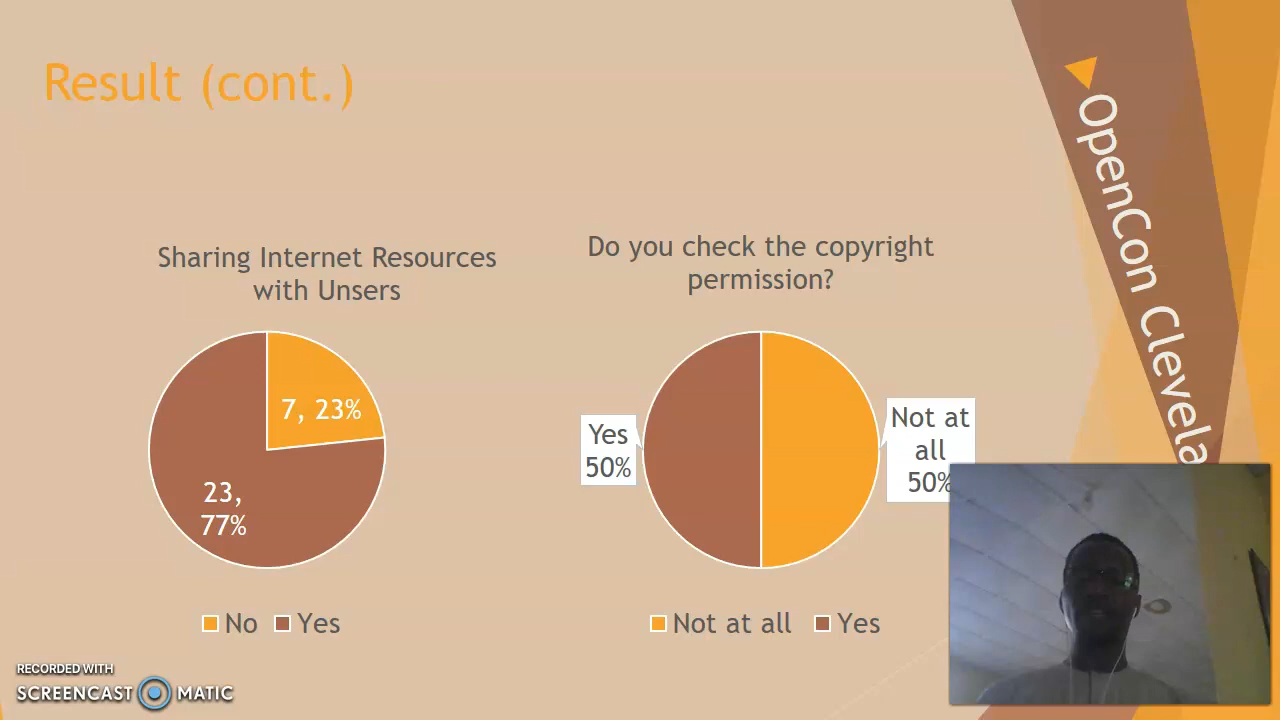 Result (cont.)
OpenCon Clevela
Sharing Internet Resources
with Unsers
7, 23%
23,
77%
No Yes
Do you check the copyright
permission?
Yes
50%
Not at
all
50%
Not at all Yes
RECORDED WITH
SCREENCAST MATIC